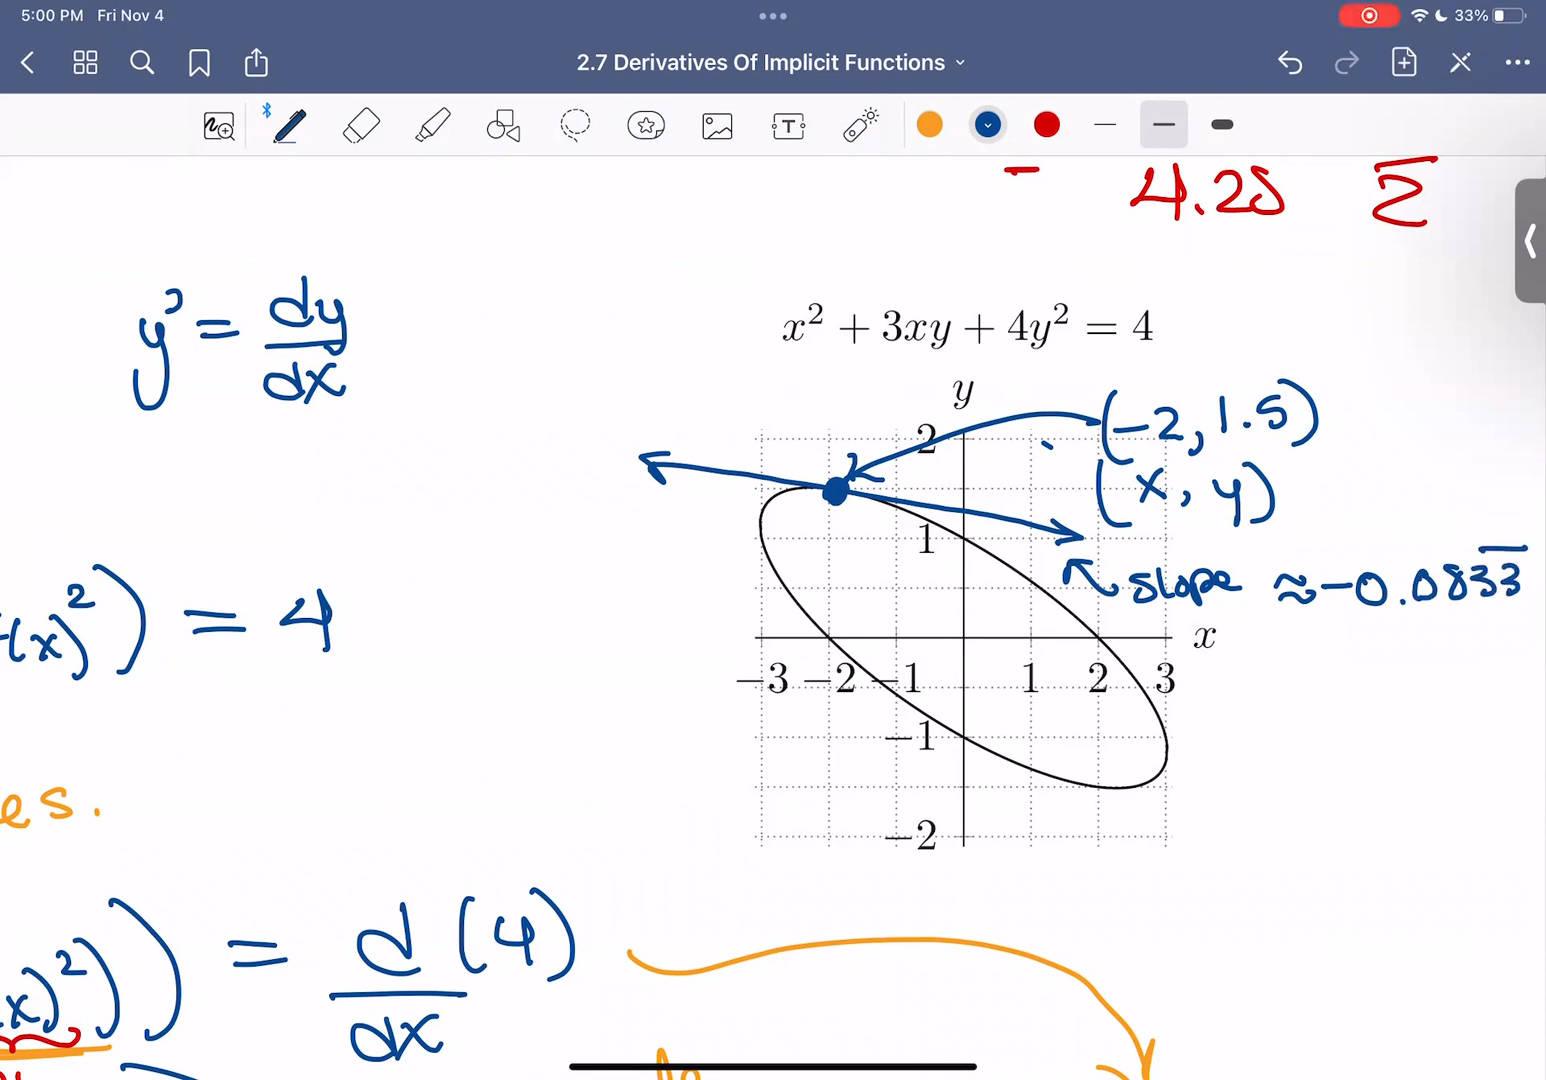 5:00 PM Fri Nov 4
33%
2.7 Derivatives Of Implicit Functions
4.25 2
y' = dy/dx
x² + 3xy + 4y² = 4
y
(-2, 1.5)
2
(x, y)
1
slope ≈ -0.0833
(x)²) = 4
x
−3 −2 −1 1 2 3
−1
es.
−2
x)²)) = d/dx (4)